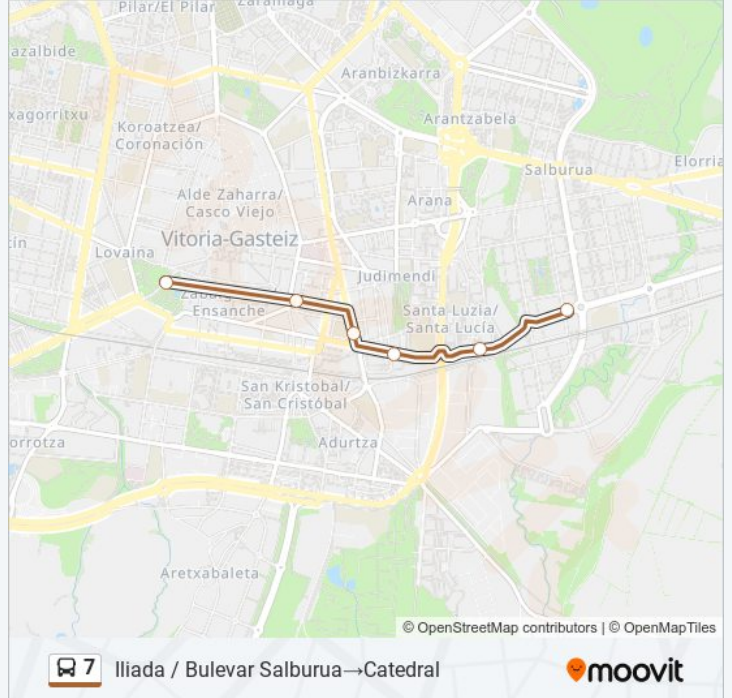 Pilar/El Pilar
Zaramaga
azalbide
Aranbizkarra
xagorritxu
Koroatzea/
Coronación
Arantzabela
Salburua
Elorria
Alde Zaharra/
Casco Viejo
Arana
Vitoria-Gasteiz
ín
Lovaina
Judimendi
Ensanche
Santa Luzia/
Santa Lucía
San Kristobal/
San Cristóbal
orrotza
Adurtza
Aretxabaleta
© OpenStreetMap contributors | © OpenMapTiles
7 Iliada / Bulevar Salburua→Catedral
moovit